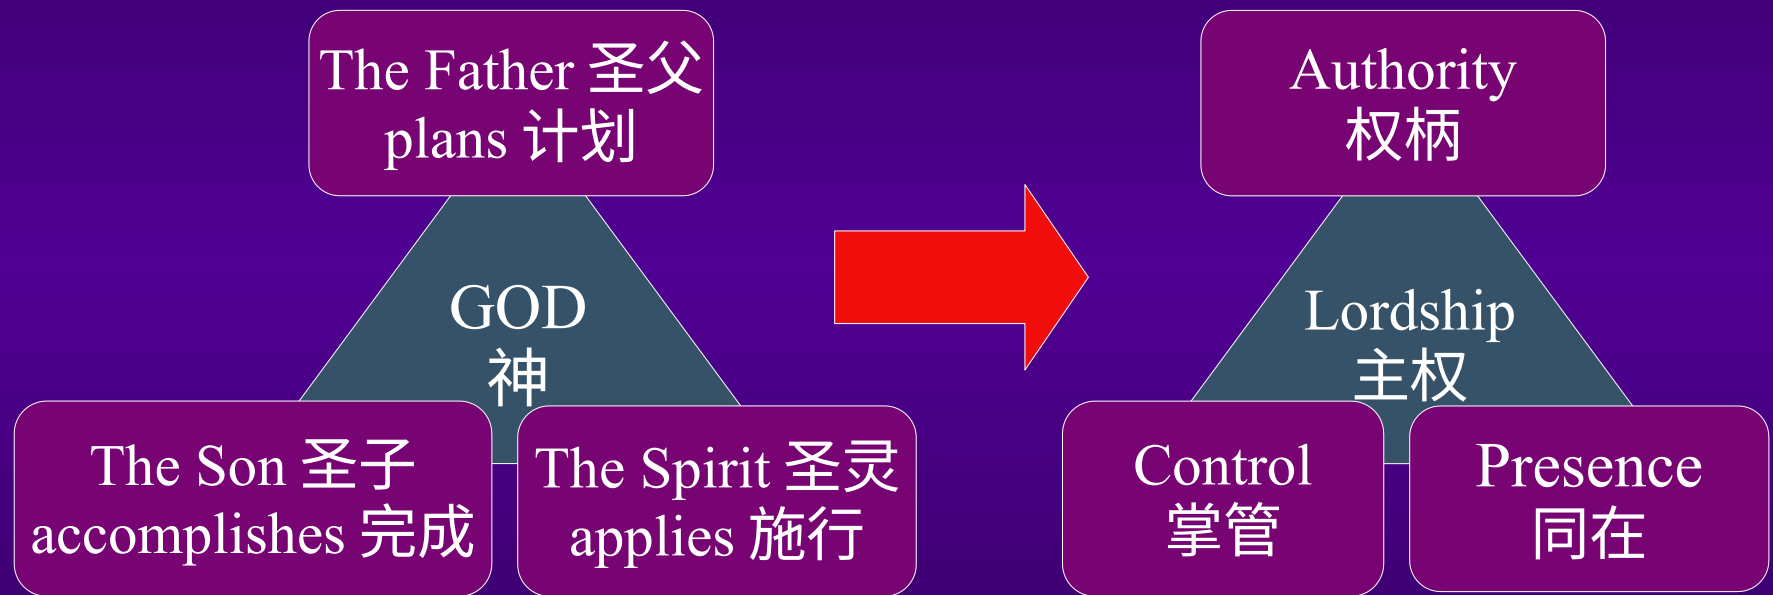 The Father 圣父
plans 计划
GOD
神
The Son 圣子
accomplishes 完成
The Spirit 圣灵
applies 施行
Authority
权柄
Lordship
主权
Control
掌管
Presence
同在